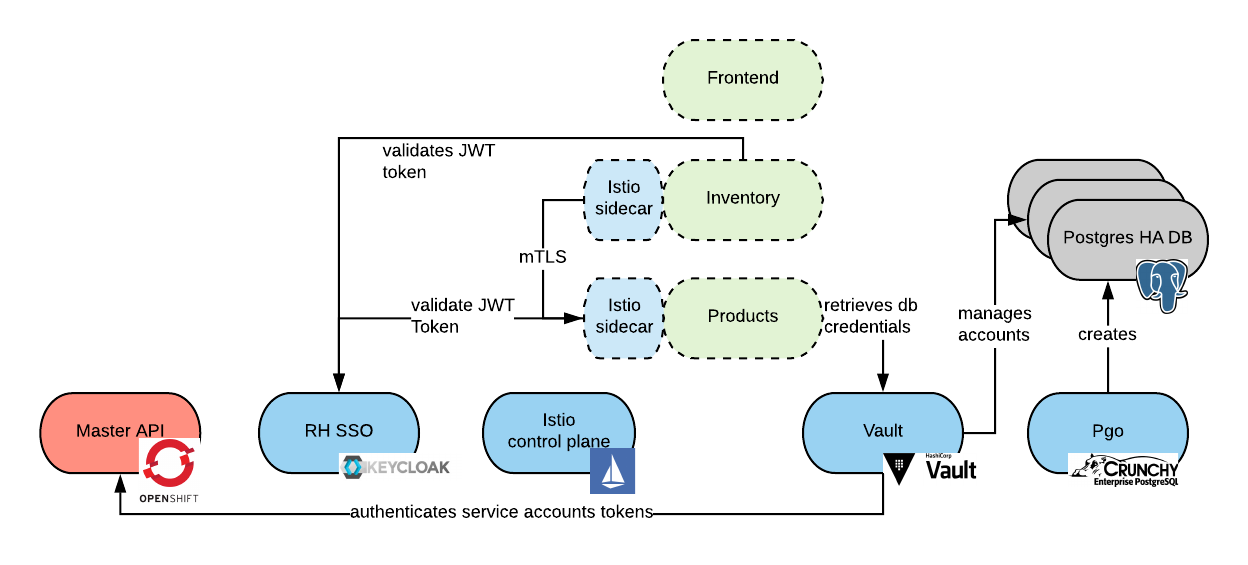 Frontend
validates JWT
token
Istio
sidecar
Inventory
mTLS
Postgres HA DB
validate JWT
Token
Istio
sidecar
Products
retrieves db
credentials
manages
accounts
creates
Master API
OPENSHIFT
RH SSO
KEYCLOAK
Istio
control plane
Vault
HashiCorp
Vault
Pgo
CRUNCHY
Enterprise PostgreSQL
authenticates service accounts tokens